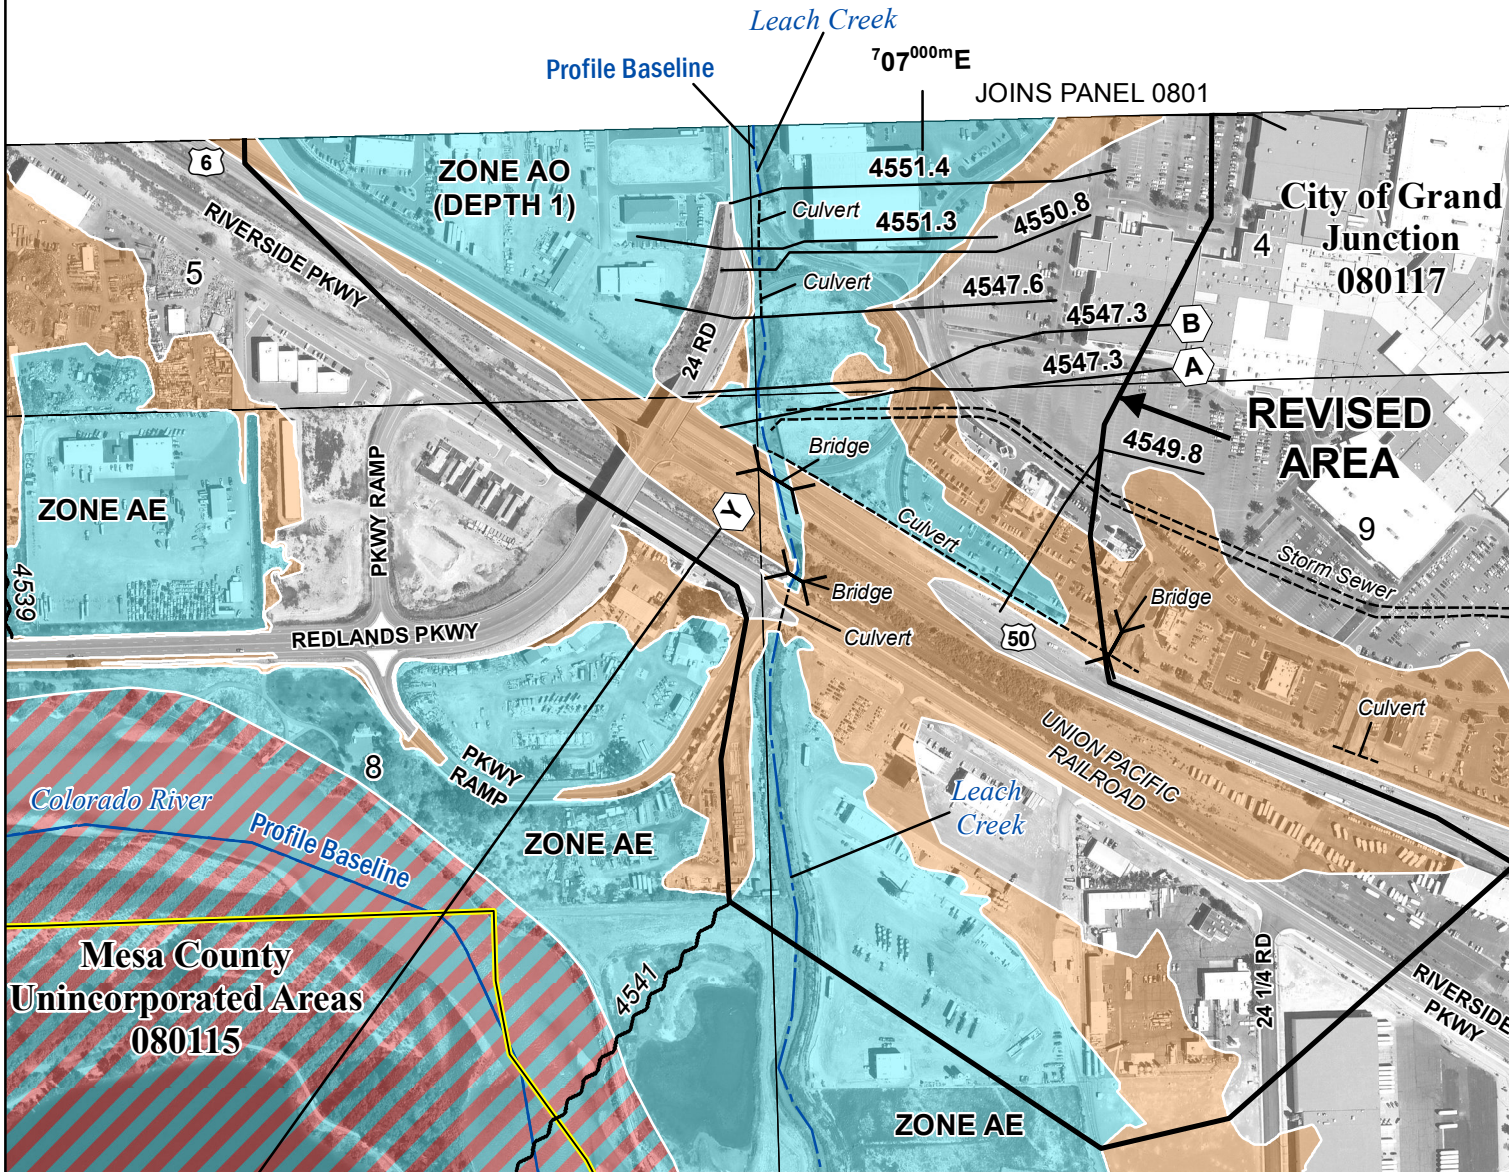 Leach Creek
Profile Baseline
707000mE
JOINS PANEL 0801
6
ZONE AO
(DEPTH 1)
4551.4
Culvert
4551.3
4550.8
City of Grand
Junction
080117
4
RIVERSIDE PKWY
5
Culvert
4547.6
4547.3
B
24 RD
4547.3
A
REVISED
AREA
4549.8
Bridge
ZONE AE
PKWY RAMP
Y
Culvert
9
Storm Sewer
4539
Bridge
Bridge
REDLANDS PKWY
Culvert
50
Culvert
UNION PACIFIC
RAILROAD
8
PKWY
RAMP
Colorado River
Profile Baseline
Leach
Creek
ZONE AE
Mesa County
Unincorporated Areas
080115
4541
24 1/4 RD
RIVERSIDE
PKWY
ZONE AE